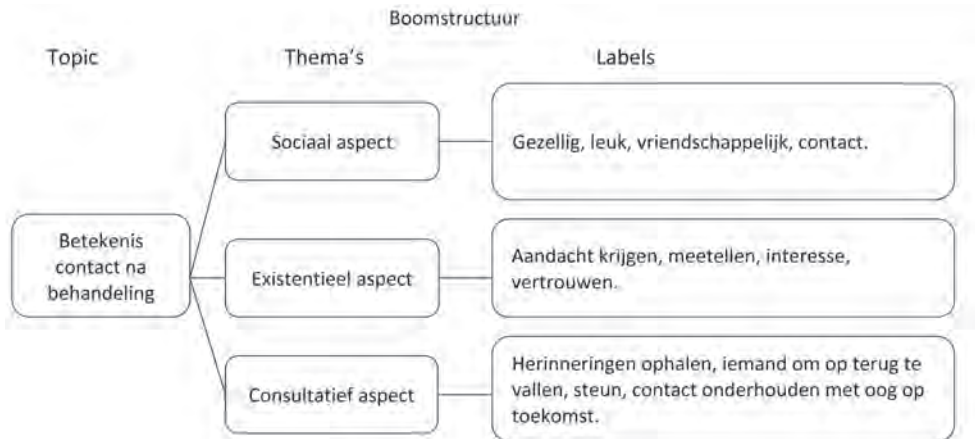 Boomstructuur
Topic
Thema's
Labels
Sociaal aspect
Gezellig, leuk, vriendschappelijk, contact.
Betekenis
contact na
behandeling
Existentieel aspect
Aandacht krijgen, meetellen, interesse,
vertrouwen.
Consultatief aspect
Herinneringen ophalen, iemand om op terug te
vallen, steun, contact onderhouden met oog op
toekomst.